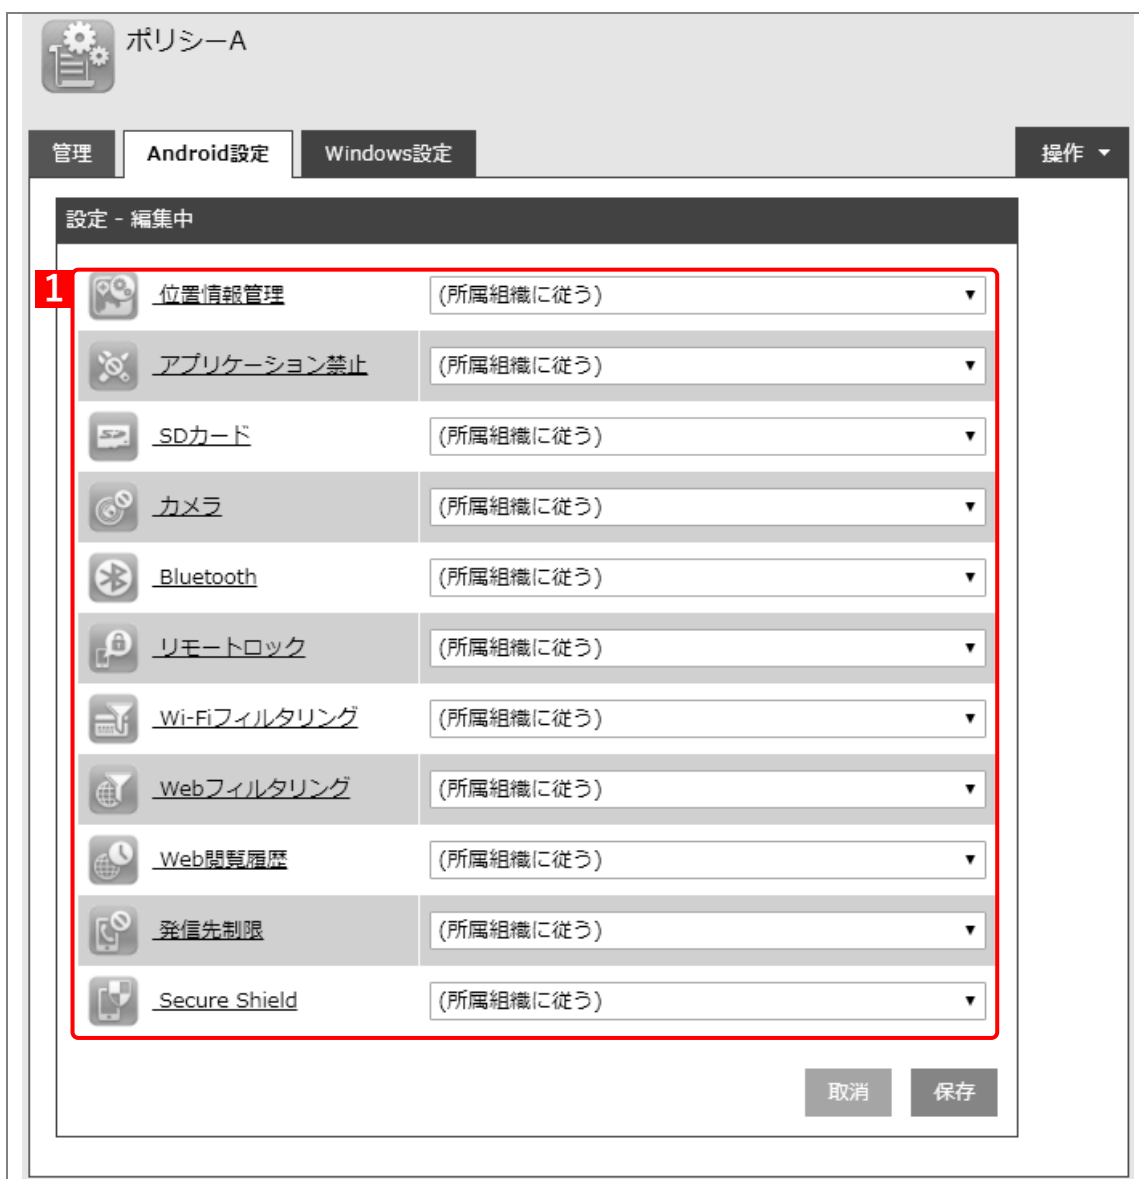 ポリシーA
管理 Android設定 Windows設定 操作 ▼
設定 - 編集中
1
位置情報管理 (所属組織に従う) ▼
アプリケーション禁止 (所属組織に従う) ▼
SDカード (所属組織に従う) ▼
カメラ (所属組織に従う) ▼
Bluetooth (所属組織に従う) ▼
リモートロック (所属組織に従う) ▼
Wi-Fiフィルタリング (所属組織に従う) ▼
Webフィルタリング (所属組織に従う) ▼
Web閲覧履歴 (所属組織に従う) ▼
発信先制限 (所属組織に従う) ▼
Secure Shield (所属組織に従う) ▼
取消 保存